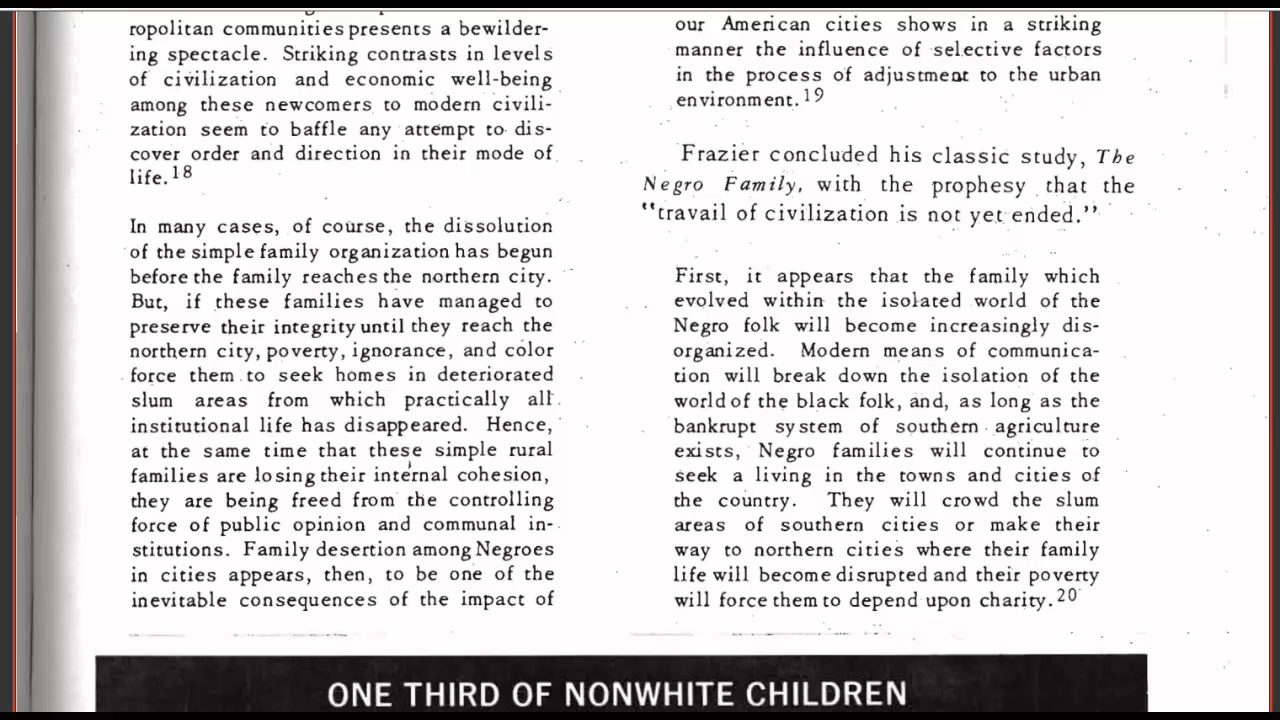 ropolitan communities presents a bewilder-
ing spectacle. Striking contrasts in levels
of civilization and economic well-being
among these newcomers to modern civili-
zation seem to baffle any attempt to dis-
cover order and direction in their mode of
life.18
In many cases, of course, the dissolution
of the simple family organization has begun
before the family reaches the northern city.
But, if these families have managed to
preserve their integrity until they reach the
northern city, poverty, ignorance, and color
force them to seek homes in deteriorated
slum areas from which practically all
institutional life has disappeared. Hence,
at the same time that these simple rural
families are losing their internal cohesion,
they are being freed from the controlling
force of public opinion and communal in-
stitutions. Family desertion among Negroes
in cities appears, then, to be one of the
inevitable consequences of the impact of
our American cities shows in a striking
manner the influence of selective factors
in the process of adjustment to the urban
environment.19
Frazier concluded his classic study, The
Negro Family, with the prophesy that the
"travail of civilization is not yet ended."
First, it appears that the family which
evolved within the isolated world of the
Negro folk will become increasingly dis-
organized. Modern means of communica-
tion will break down the isolation of the
world of the black folk, and, as long as the
bankrupt system of southern agriculture
exists, Negro families will continue to
seek a living in the towns and cities of
the country. They will crowd the slum
areas of southern cities or make their
way to northern cities where their family
life will become disrupted and their poverty
will force them to depend upon charity.20
ONE THIRD OF NONWHITE CHILDREN